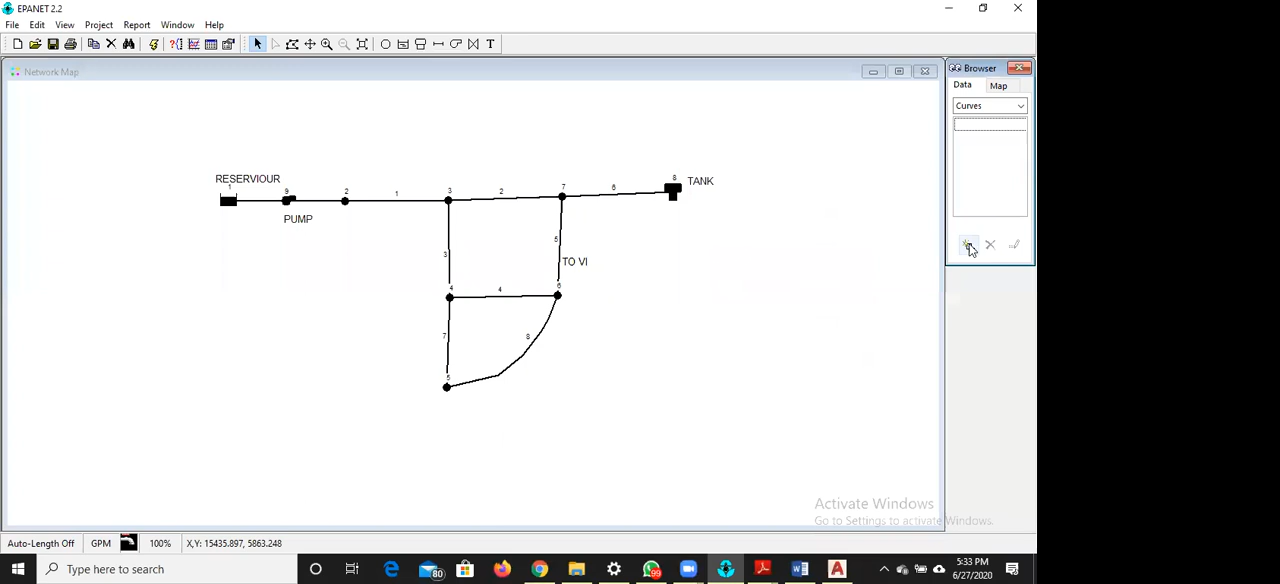 EPANET 2.2
File Edit View Project Report Window Help
T
Network Map
Browser
Data Map
Curves
RESERVIOUR
1
9
2
1
3
2
7
6
8
TANK
PUMP
3
5
TO VI
4
4
6
7
8
5
Activate Windows
Go to Settings to activate Windows.
Auto-Length Off GPM 100% X,Y: 15435.897, 5863.248
Type here to search
80
99
5:33 PM
6/27/2020